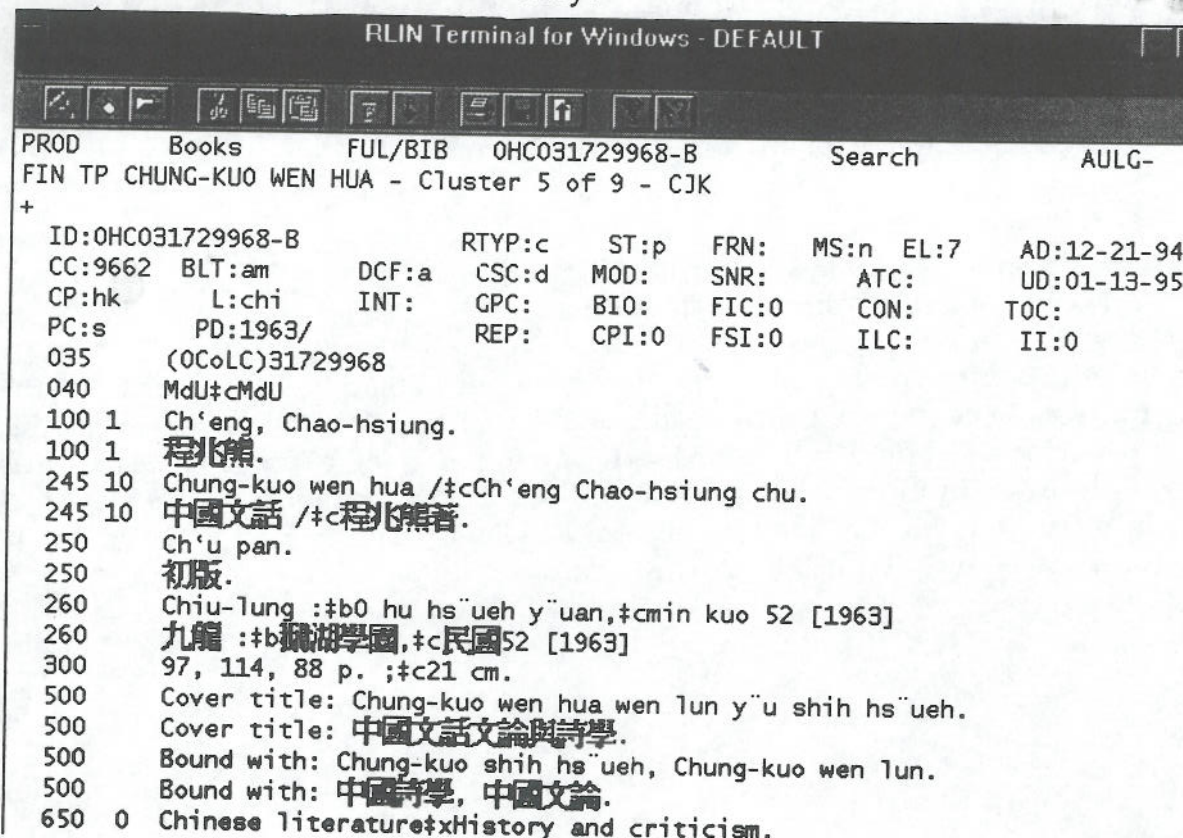 RLIN Terminal for Windows - DEFAULT
PROD Books FUL/BIB OHCO31729968-B Search AULG-
FIN TP CHUNG-KUO WEN HUA - Cluster 5 of 9 - CJK
+
ID:OHCO31729968-B RTYP:c ST:p FRN: MS:n EL:7 AD:12-21-94
CC:9662 BLT:am DCF:a CSC:d MOD: SNR: ATC: UD:01-13-95
CP:hk L:chi INT: GPC: BIO: FIC:0 CON: TOC:
PC:s PD:1963/ REP: CPI:0 FSI:0 ILC: II:0
035 (OCoLC)31729968
040 MdU‡cMdU
100 1 Ch‘eng, Chao-hsiung.
100 1 程兆熊.
245 10 Chung-kuo wen hua /‡cCh‘eng Chao-hsiung chu.
245 10 中國文話 /‡c程兆熊著.
250 Ch‘u pan.
250 初版.
260 Chiu-lung :‡bO hu hs¨ueh y¨uan,‡cmin kuo 52 [1963]
260 九龍 :‡b鵝湖學園,‡c民國52 [1963]
300 97, 114, 88 p. ;‡c21 cm.
500 Cover title: Chung-kuo wen hua wen lun y¨u shih hs¨ueh.
500 Cover title: 中國文話文論與詩學.
500 Bound with: Chung-kuo shih hs¨ueh, Chung-kuo wen lun.
500 Bound with: 中國詩學, 中國文論.
650 0 Chinese literature‡xHistory and criticism.